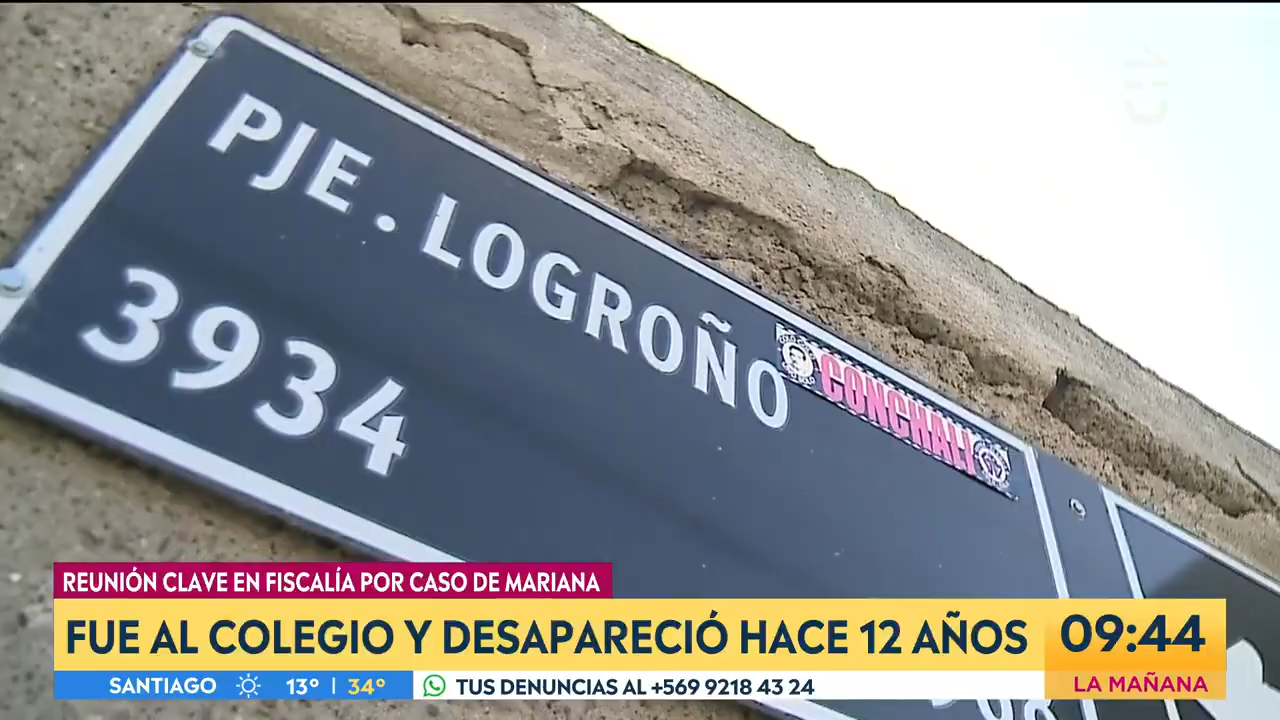 PJE. LOGROÑO
3934
CONCHALI
REUNIÓN CLAVE EN FISCALÍA POR CASO DE MARIANA
FUE AL COLEGIO Y DESAPARECIÓ HACE 12 AÑOS
09:44
SANTIAGO 13° | 34° TUS DENUNCIAS AL +569 9218 43 24
LA MAÑANA